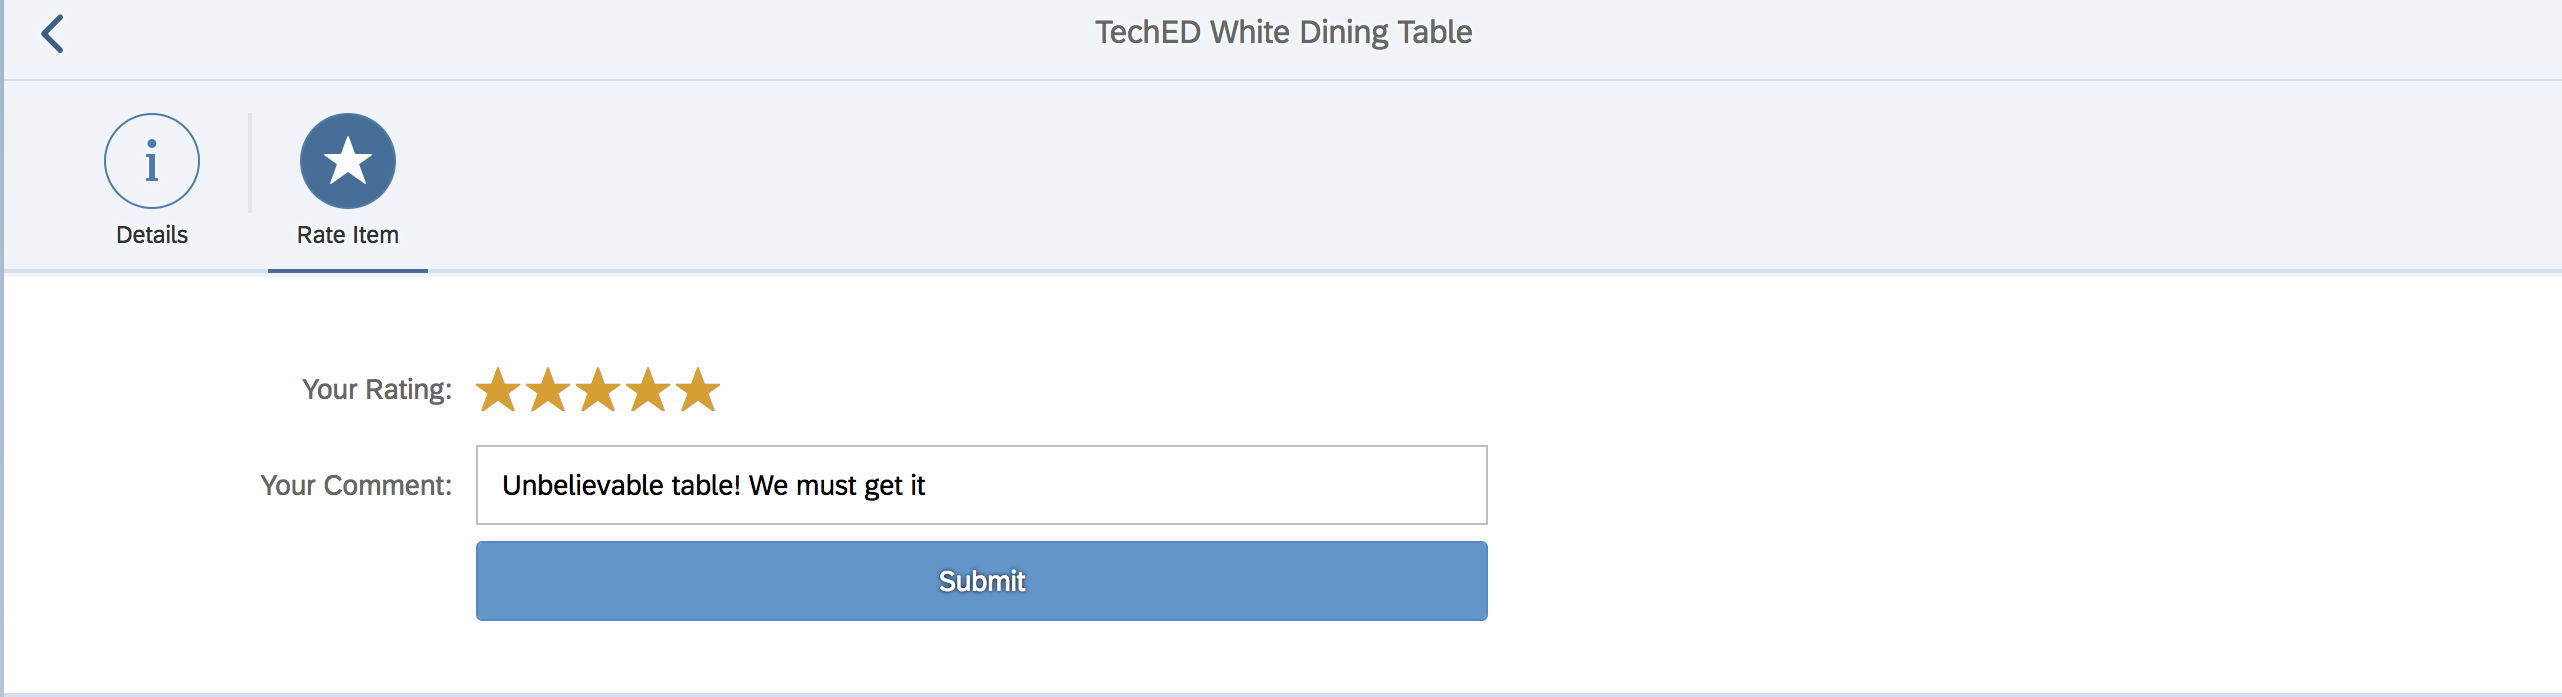 TechED White Dining Table
i
Details
Rate Item
Your Rating:
Your Comment: Unbelievable table! We must get it
Submit